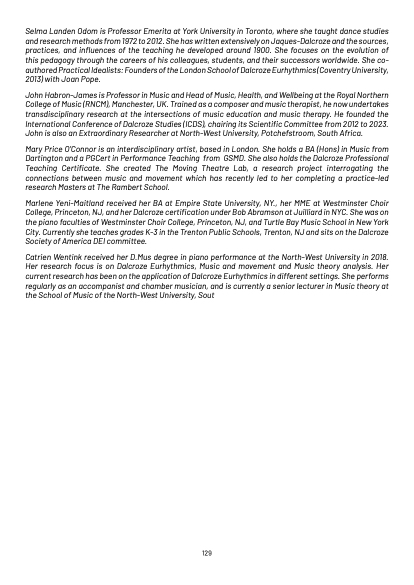 Selma Landen Odom is Professor Emerita at York University in Toronto, where she taught dance studies
and research methods from 1972 to 2012. She has written extensively on Jaques-Dalcroze and the sources,
practices, and influences of the teaching he developed around 1900. She focuses on the evolution of
this pedagogy through the careers of his colleagues, students, and their successors worldwide. She co-
authored Practical Idealists: Founders of the London School of Dalcroze Eurhythmics (Coventry University,
2013) with Joan Pope.
John Habron-James is Professor in Music and Head of Music, Health, and Wellbeing at the Royal Northern
College of Music (RNCM), Manchester, UK. Trained as a composer and music therapist, he now undertakes
transdisciplinary research at the intersections of music education and music therapy. He founded the
International Conference of Dalcroze Studies (ICDS), chairing its Scientific Committee from 2012 to 2023.
John is also an Extraordinary Researcher at North-West University, Potchefstroom, South Africa.
Mary Price O'Connor is an interdisciplinary artist, based in London. She holds a BA (Hons) in Music from
Dartington and a PGCert in Performance Teaching from GSMD. She also holds the Dalcroze Professional
Teaching Certificate. She created The Moving Theatre Lab, a research project interrogating the
connections between music and movement which has recently led to her completing a practice-led
research Masters at The Rambert School.
Marlene Yeni-Maitland received her BA at Empire State University, NY., her MME at Westminster Choir
College, Princeton, NJ, and her Dalcroze certification under Bob Abramson at Juilliard in NYC. She was on
the piano faculties of Westminster Choir College, Princeton, NJ, and Turtle Bay Music School in New York
City. Currently she teaches grades K-3 in the Trenton Public Schools, Trenton, NJ and sits on the Dalcroze
Society of America DEI committee.
Catrien Wentink received her D.Mus degree in piano performance at the North-West University in 2018.
Her research focus is on Dalcroze Eurhythmics, Music and movement and Music theory analysis. Her
current research has been on the application of Dalcroze Eurhythmics in different settings. She performs
regularly as an accompanist and chamber musician, and is currently a senior lecturer in Music theory at
the School of Music of the North-West University, Sout
129